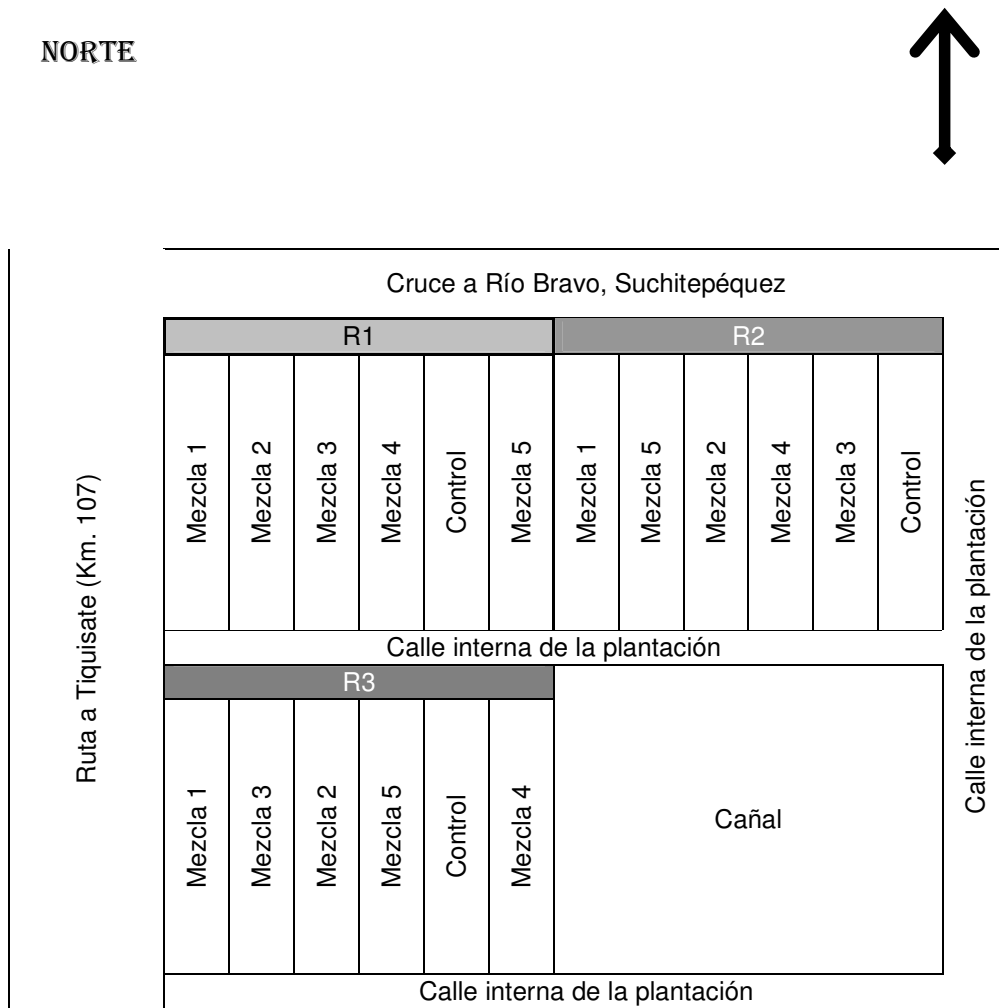 NORTE
Cruce a Río Bravo, Suchitepéquez
R1
R2
Mezcla 1
Mezcla 2
Mezcla 3
Mezcla 4
Control
Mezcla 5
Mezcla 1
Mezcla 5
Mezcla 2
Mezcla 4
Mezcla 3
Control
Ruta a Tiquisate (Km. 107)
Calle interna de la plantación
Calle interna de la plantación
R3
Mezcla 1
Mezcla 3
Mezcla 2
Mezcla 5
Control
Mezcla 4
Cañal
Calle interna de la plantación